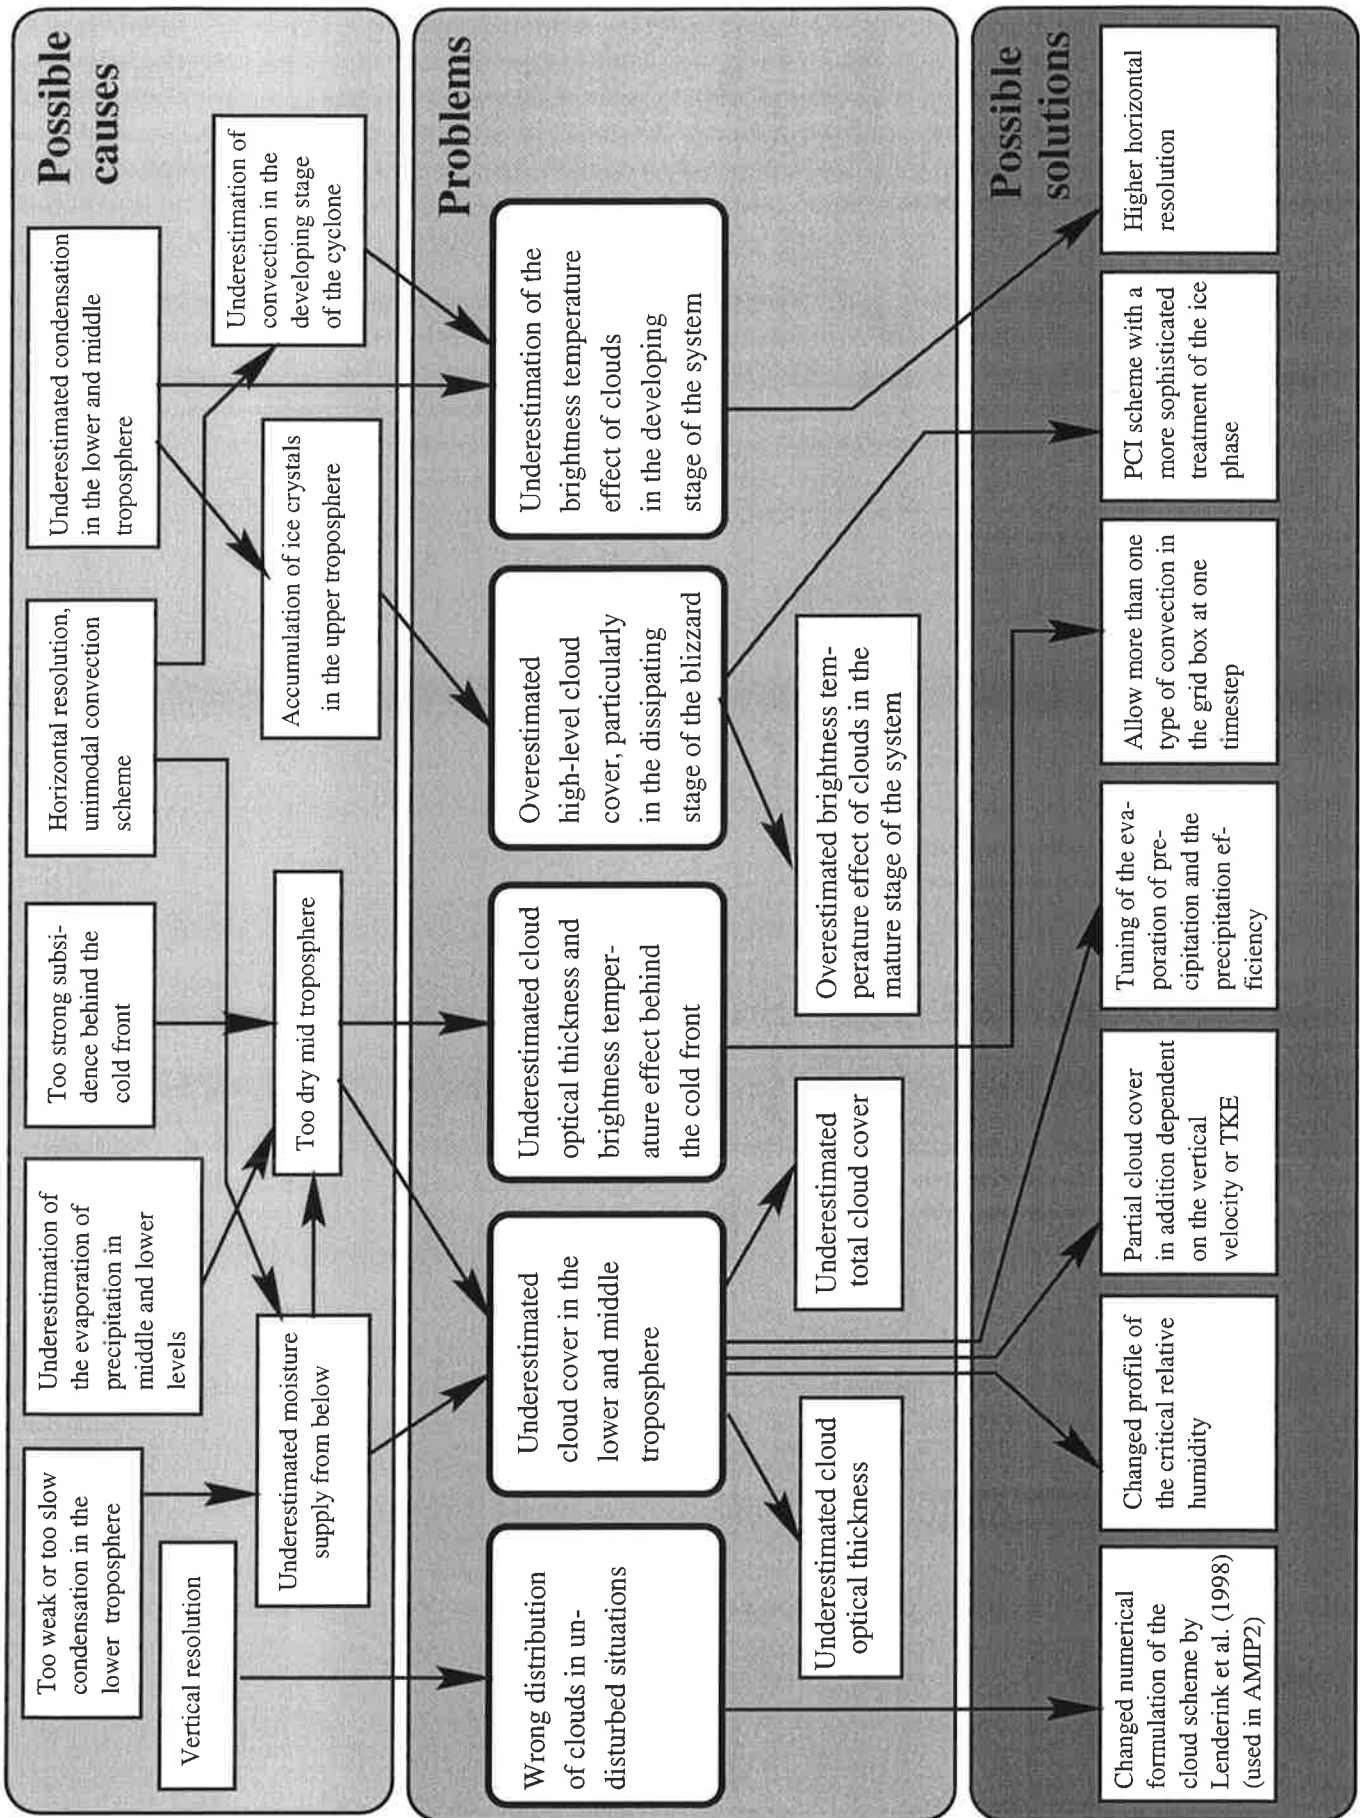 Possible
causes
Too weak or too slow
condensation in the
lower troposphere
Vertical resolution
Underestimation of
the evaporation of
precipitation in
middle and lower
levels
Underestimated moisture
supply from below
Too strong subsi-
dence behind the
cold front
Too dry mid troposphere
Horizontal resolution,
unimodal convection
scheme
Underestimated condensation
in the lower and middle
troposphere
Accumulation of ice crystals
in the upper troposphere
Underestimation of
convection in the
developing stage
of the cyclone
Problems
Wrong distribution
of clouds in un-
disturbed situations
Underestimated
cloud cover in the
lower and middle
troposphere
Underestimated cloud
optical thickness and
brightness temper-
ature effect behind
the cold front
Overestimated
high-level cloud
cover, particularly
in the dissipating
stage of the blizzard
Underestimation of the
brightness temperature
effect of clouds
in the developing
stage of the system
Underestimated cloud
optical thickness
Underestimated
total cloud cover
Overestimated brightness tem-
perature effect of clouds in the
mature stage of the system
Possible
solutions
Changed numerical
formulation of the
cloud scheme by
Lenderink et al. (1998)
(used in AMIP2)
Changed profile of
the critical relative
humidity
Partial cloud cover
in addition dependent
on the vertical
velocity or TKE
Tuning of the eva-
poration of pre-
cipitation and the
precipitation ef-
ficiency
Allow more than one
type of convection in
the grid box at one
timestep
PCI scheme with a
more sophisticated
treatment of the ice
phase
Higher horizontal
resolution